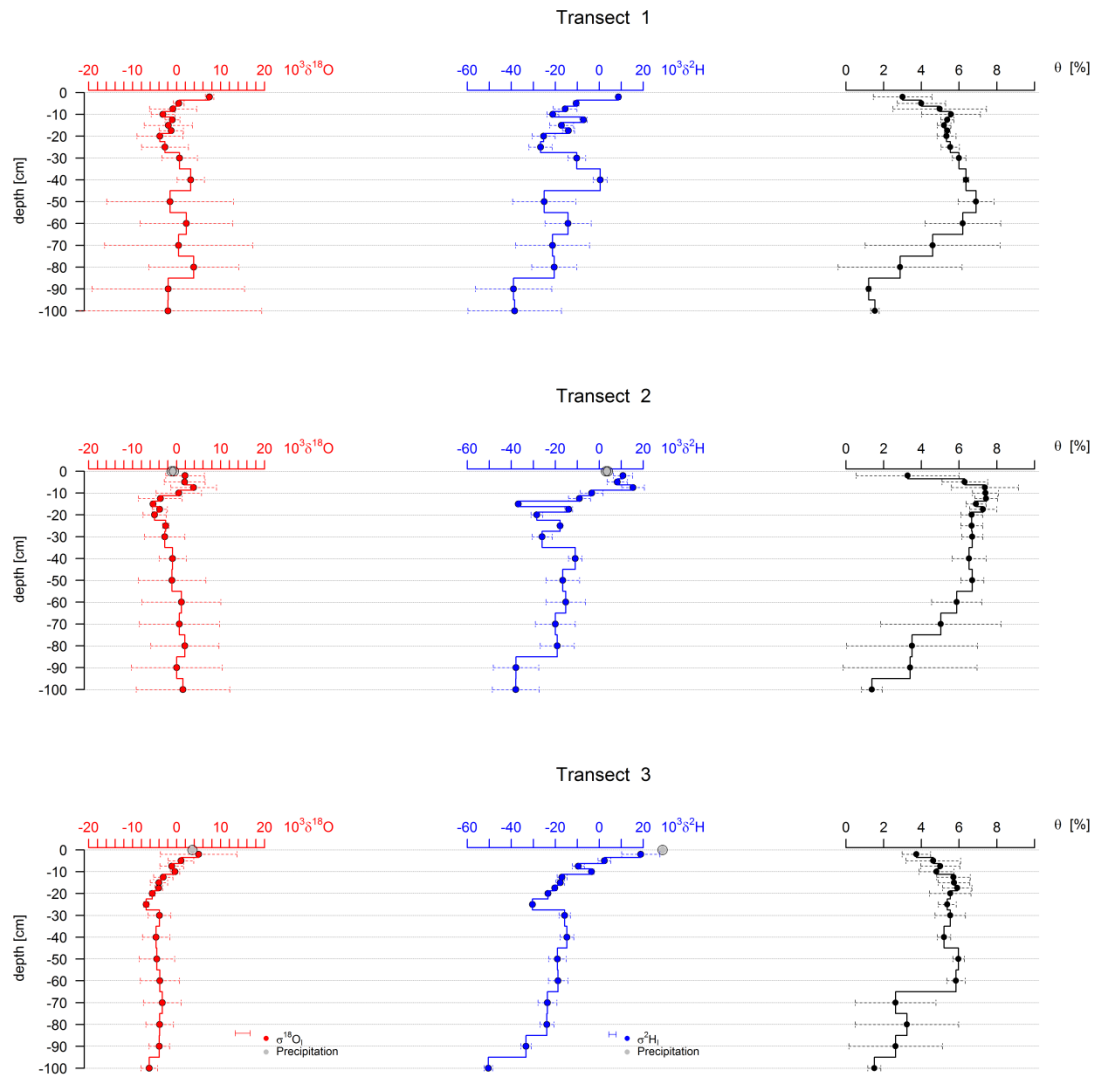 Transect 1
-20 0 10 20 10³δ¹⁸O
-60 -40 -20 0 20 10³δ²H
0 2 4 6 8 θ [%]
depth [cm]
0
-10
-20
-30
-40
-50
-60
-70
-80
-90
-100
Transect 2
-20 0 10 20 10³δ¹⁸O
-60 -40 -20 0 20 10³δ²H
0 2 4 6 8 θ [%]
depth [cm]
0
-10
-20
-30
-40
-50
-60
-70
-80
-90
-100
Transect 3
-20 0 10 20 10³δ¹⁸O
-60 -40 -20 0 20 10³δ²H
0 2 4 6 8 θ [%]
depth [cm]
0
-10
-20
-30
-40
-50
-60
-70
-80
-90
-100
σ¹⁸Oₗ
Precipitation
σ²Hₗ
Precipitation